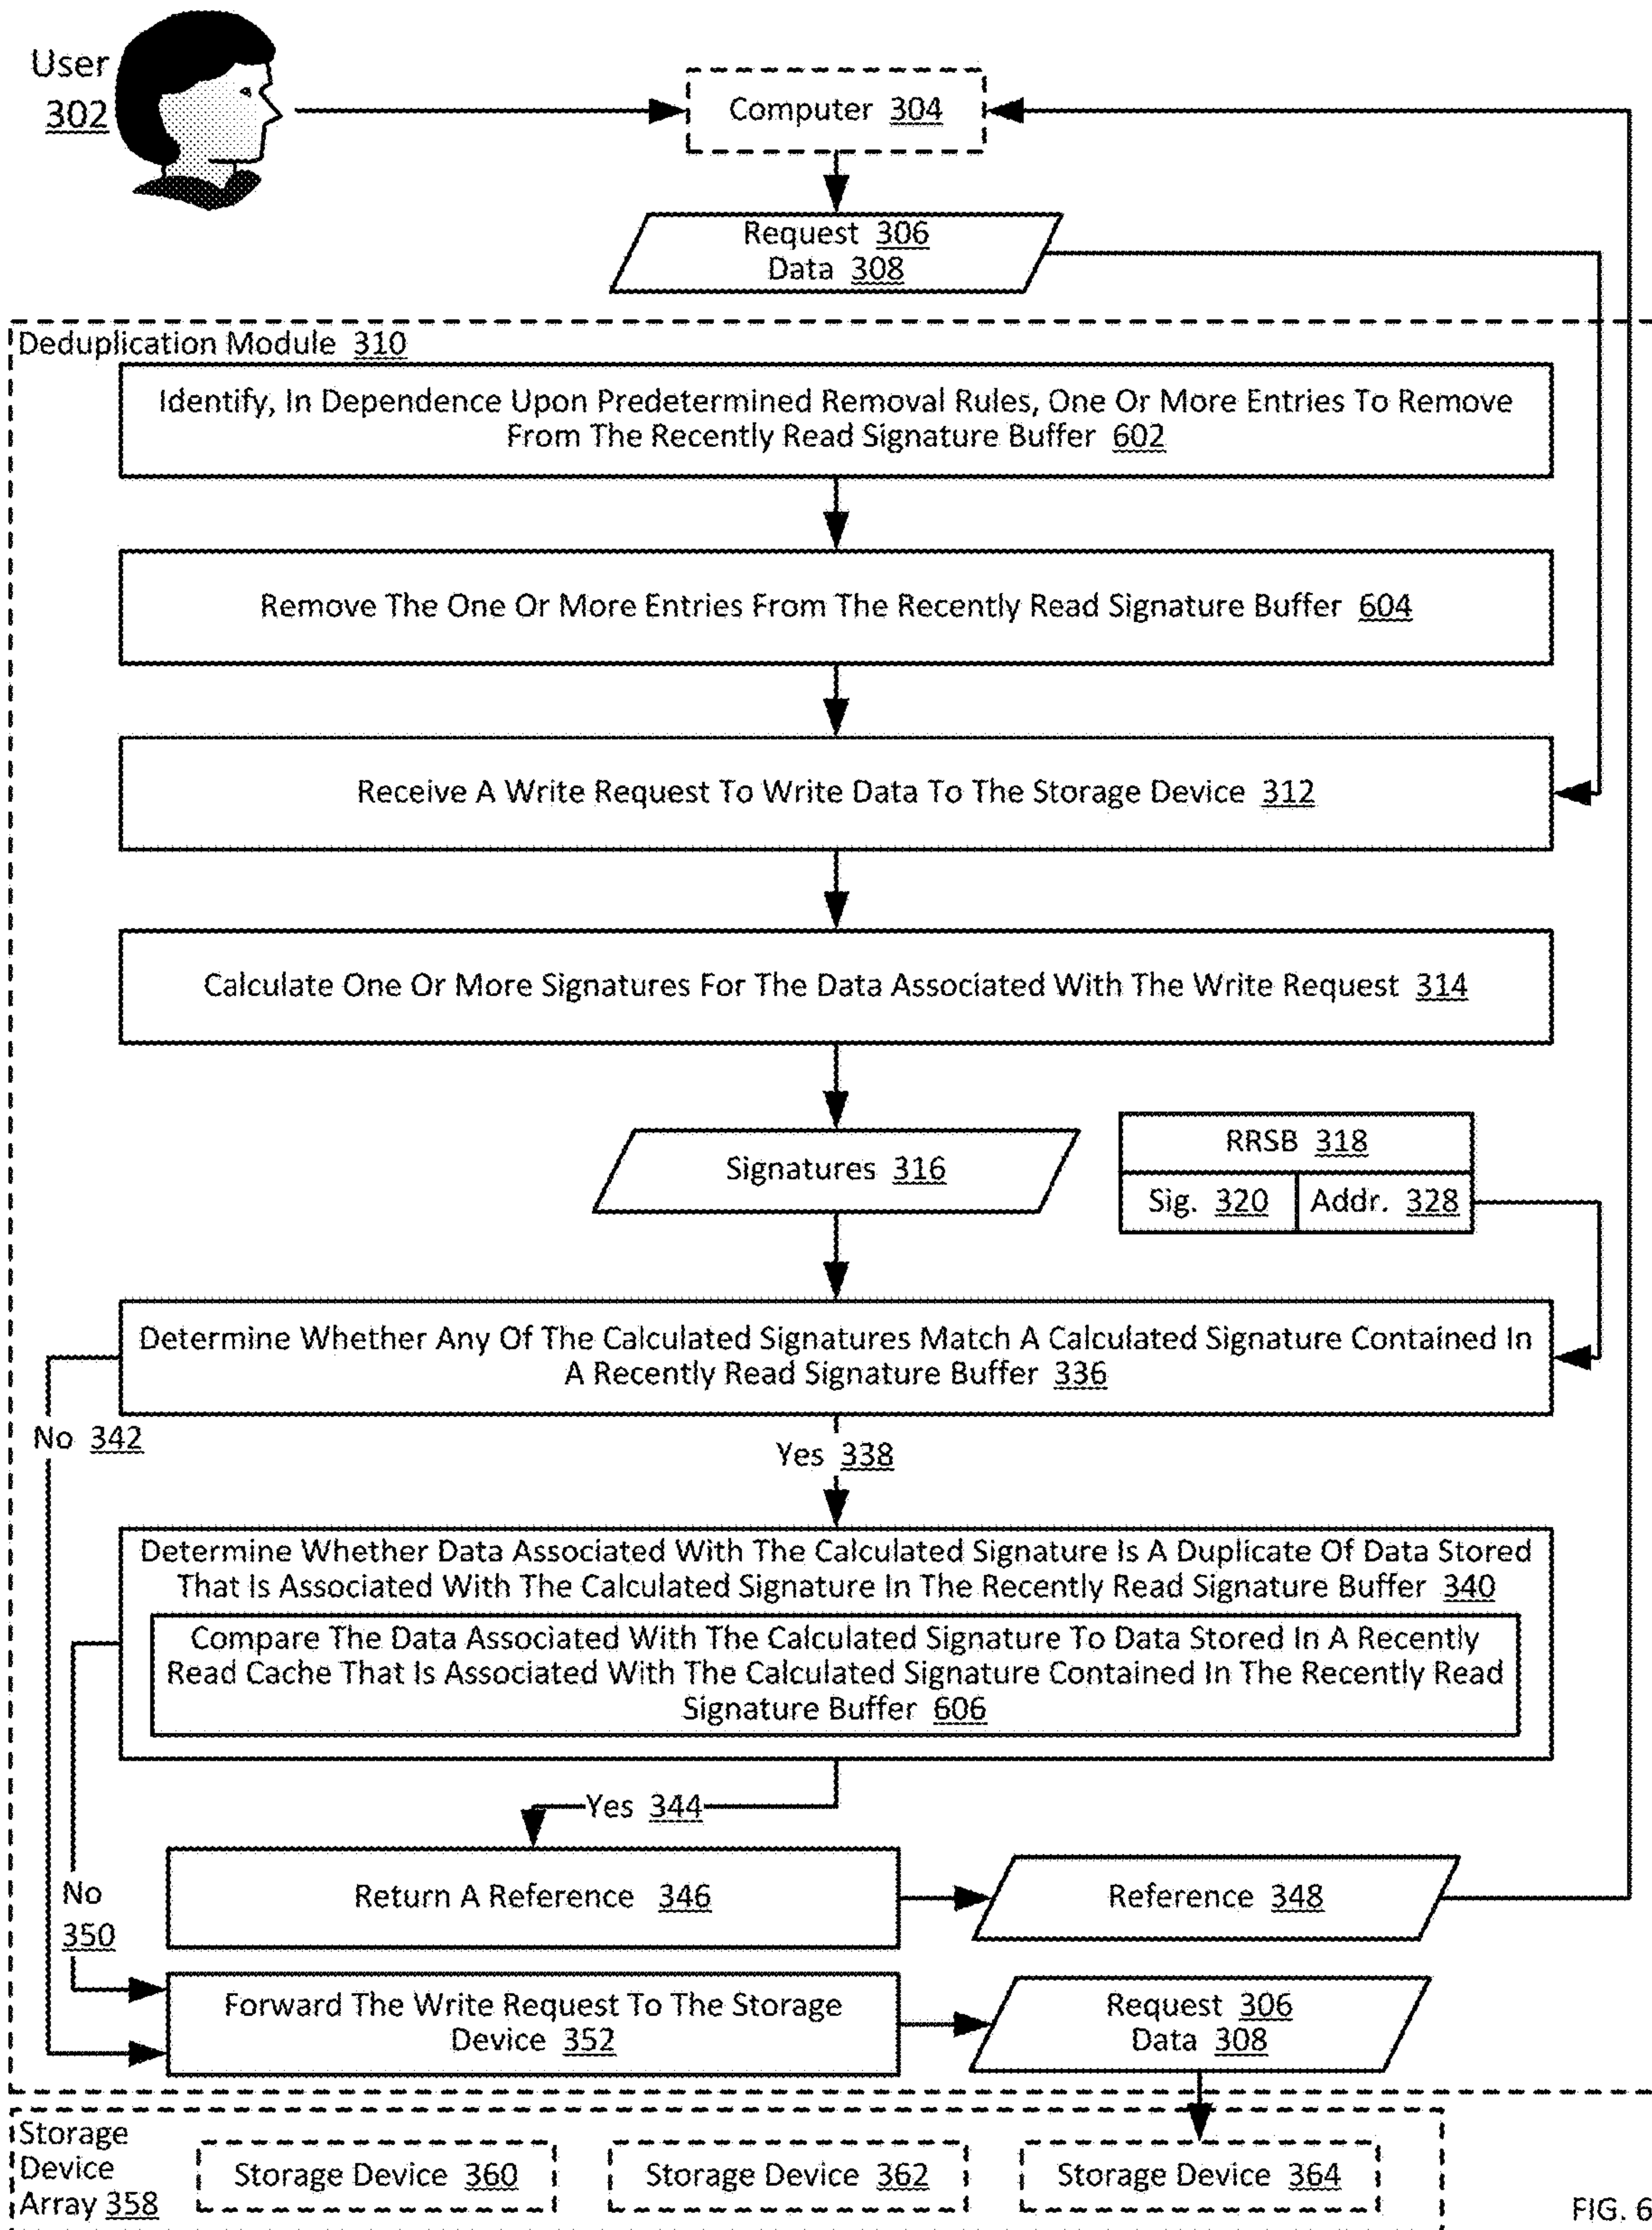 User
302
Computer 304
Request 306
Data 308
Deduplication Module 310
Identify, In Dependence Upon Predetermined Removal Rules, One Or More Entries To Remove
From The Recently Read Signature Buffer 602
Remove The One Or More Entries From The Recently Read Signature Buffer 604
Receive A Write Request To Write Data To The Storage Device 312
Calculate One Or More Signatures For The Data Associated With The Write Request 314
Signatures 316
RRSB 318
Sig. 320
Addr. 328
Determine Whether Any Of The Calculated Signatures Match A Calculated Signature Contained In
A Recently Read Signature Buffer 336
No 342
Yes 338
Determine Whether Data Associated With The Calculated Signature Is A Duplicate Of Data Stored
That Is Associated With The Calculated Signature In The Recently Read Signature Buffer 340
Compare The Data Associated With The Calculated Signature To Data Stored In A Recently
Read Cache That Is Associated With The Calculated Signature Contained In The Recently Read
Signature Buffer 606
Yes 344
Return A Reference 346
Reference 348
No
350
Forward The Write Request To The Storage
Device 352
Request 306
Data 308
Storage
Device
Array 358
Storage Device 360
Storage Device 362
Storage Device 364
FIG. 6